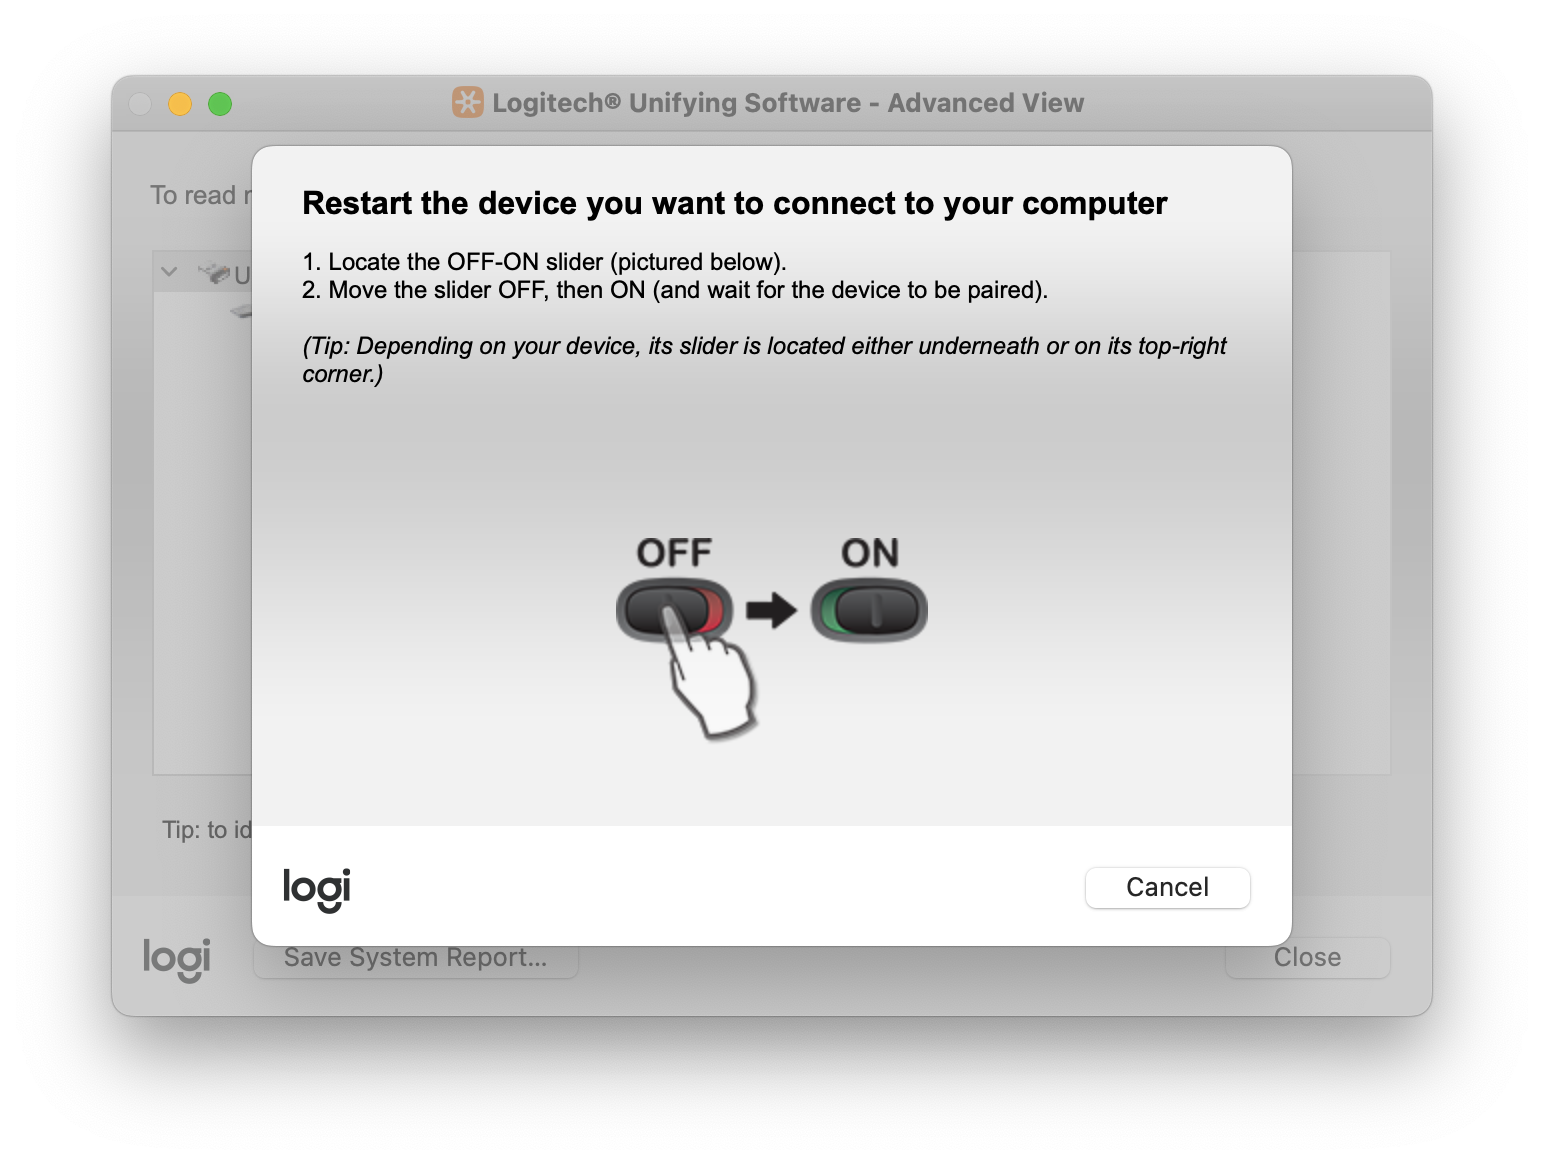 Logitech® Unifying Software - Advanced View
To read
Restart the device you want to connect to your computer
1. Locate the OFF-ON slider (pictured below).
2. Move the slider OFF, then ON (and wait for the device to be paired).
(Tip: Depending on your device, its slider is located either underneath or on its top-right
corner.)
OFF ON
Tip: to
logi Cancel
logi Save System Report... Close